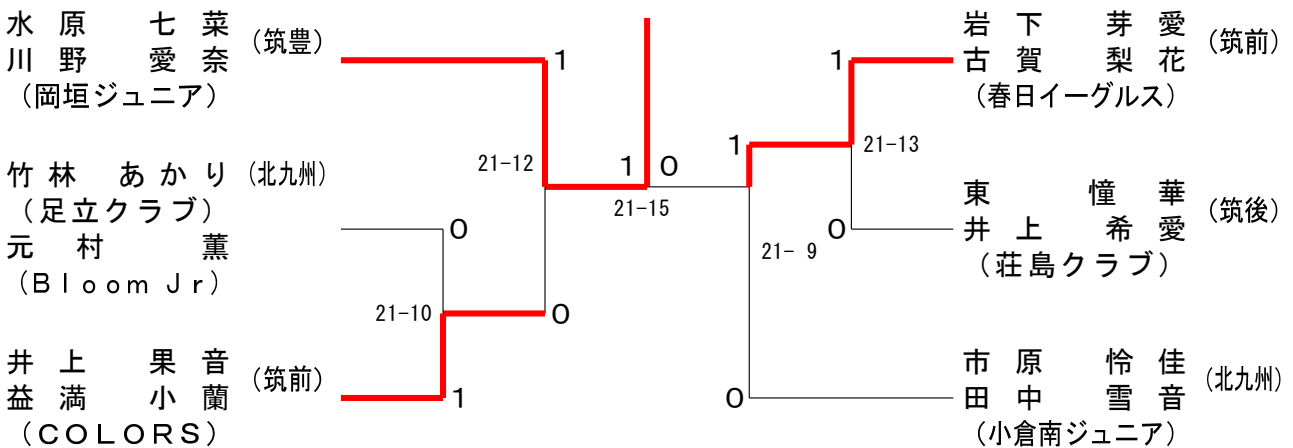 水原 七菜
川野 愛奈
(筑豊)
(岡垣ジュニア)
竹林 あかり (北九州)
(足立クラブ)
元村 薫
(Bloom Jr)
井上 果音
益満 小蘭
(筑前)
(COLORS)
1
21-12
0
21-10
0
1
1 0
21-15
1
1
21-13
0
21- 9
0
岩下 芽愛
古賀 梨花
(筑前)
(春日イーグルス)
東 憧華
井上 希愛
(筑後)
(荘島クラブ)
市原 怜佳
田中 雪音
(北九州)
(小倉南ジュニア)